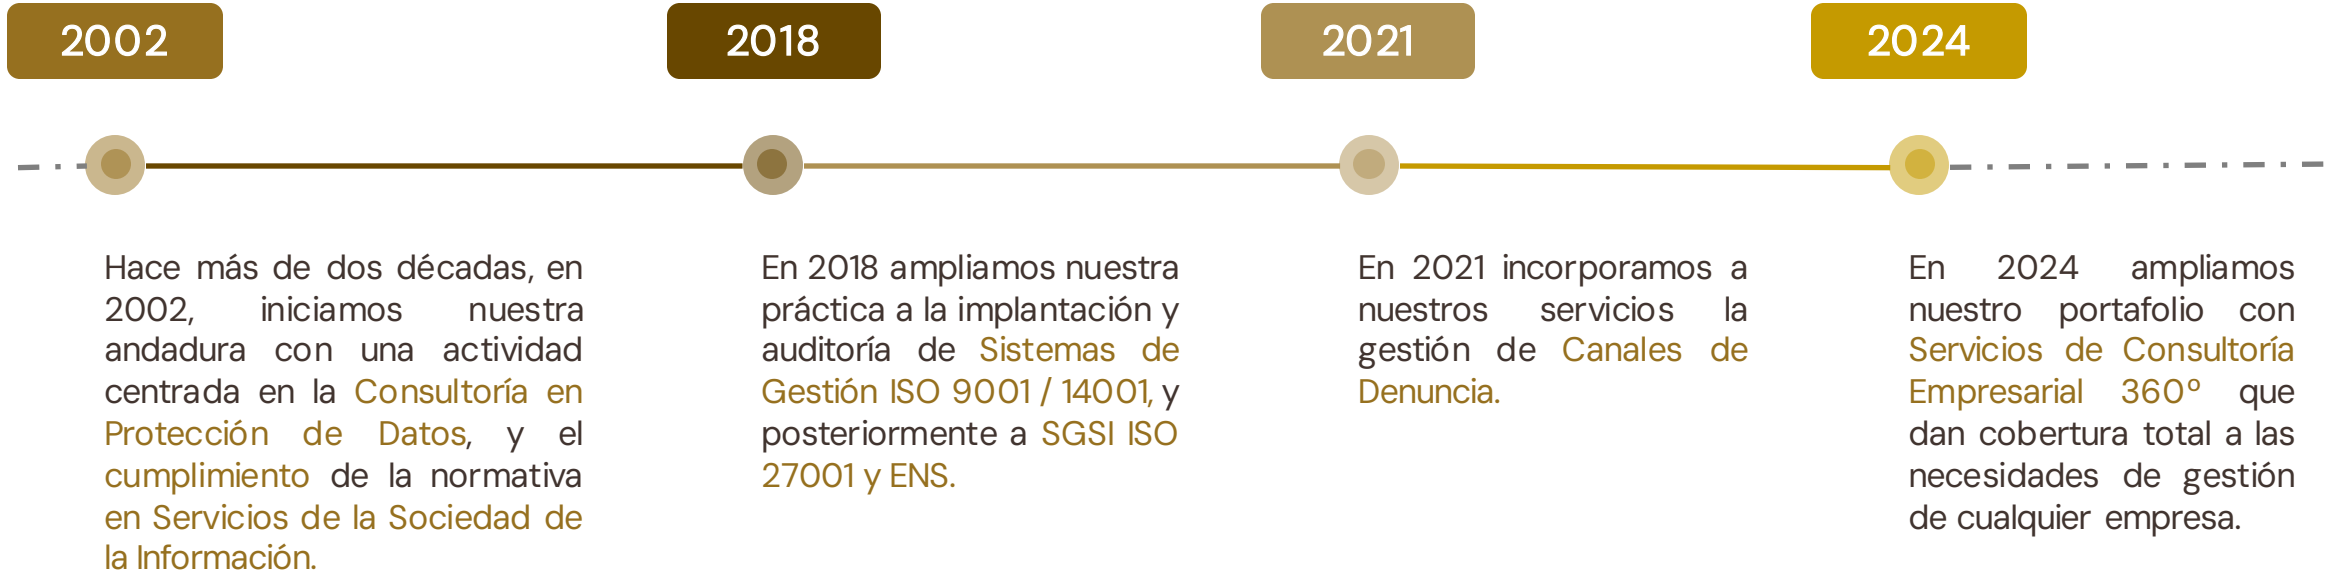 2002
2018
2021
2024
Hace más de dos décadas, en
2002, iniciamos nuestra
andadura con una actividad
centrada en la Consultoría en
Protección de Datos, y el
cumplimiento de la normativa
en Servicios de la Sociedad de
la Información.
En 2018 ampliamos nuestra
práctica a la implantación y
auditoría de Sistemas de
Gestión ISO 9001 / 14001, y
posteriormente a SGSI ISO
27001 y ENS.
En 2021 incorporamos a
nuestros servicios la
gestión de Canales de
Denuncia.
En 2024 ampliamos
nuestro portafolio con
Servicios de Consultoría
Empresarial 360º que
dan cobertura total a las
necesidades de gestión
de cualquier empresa.